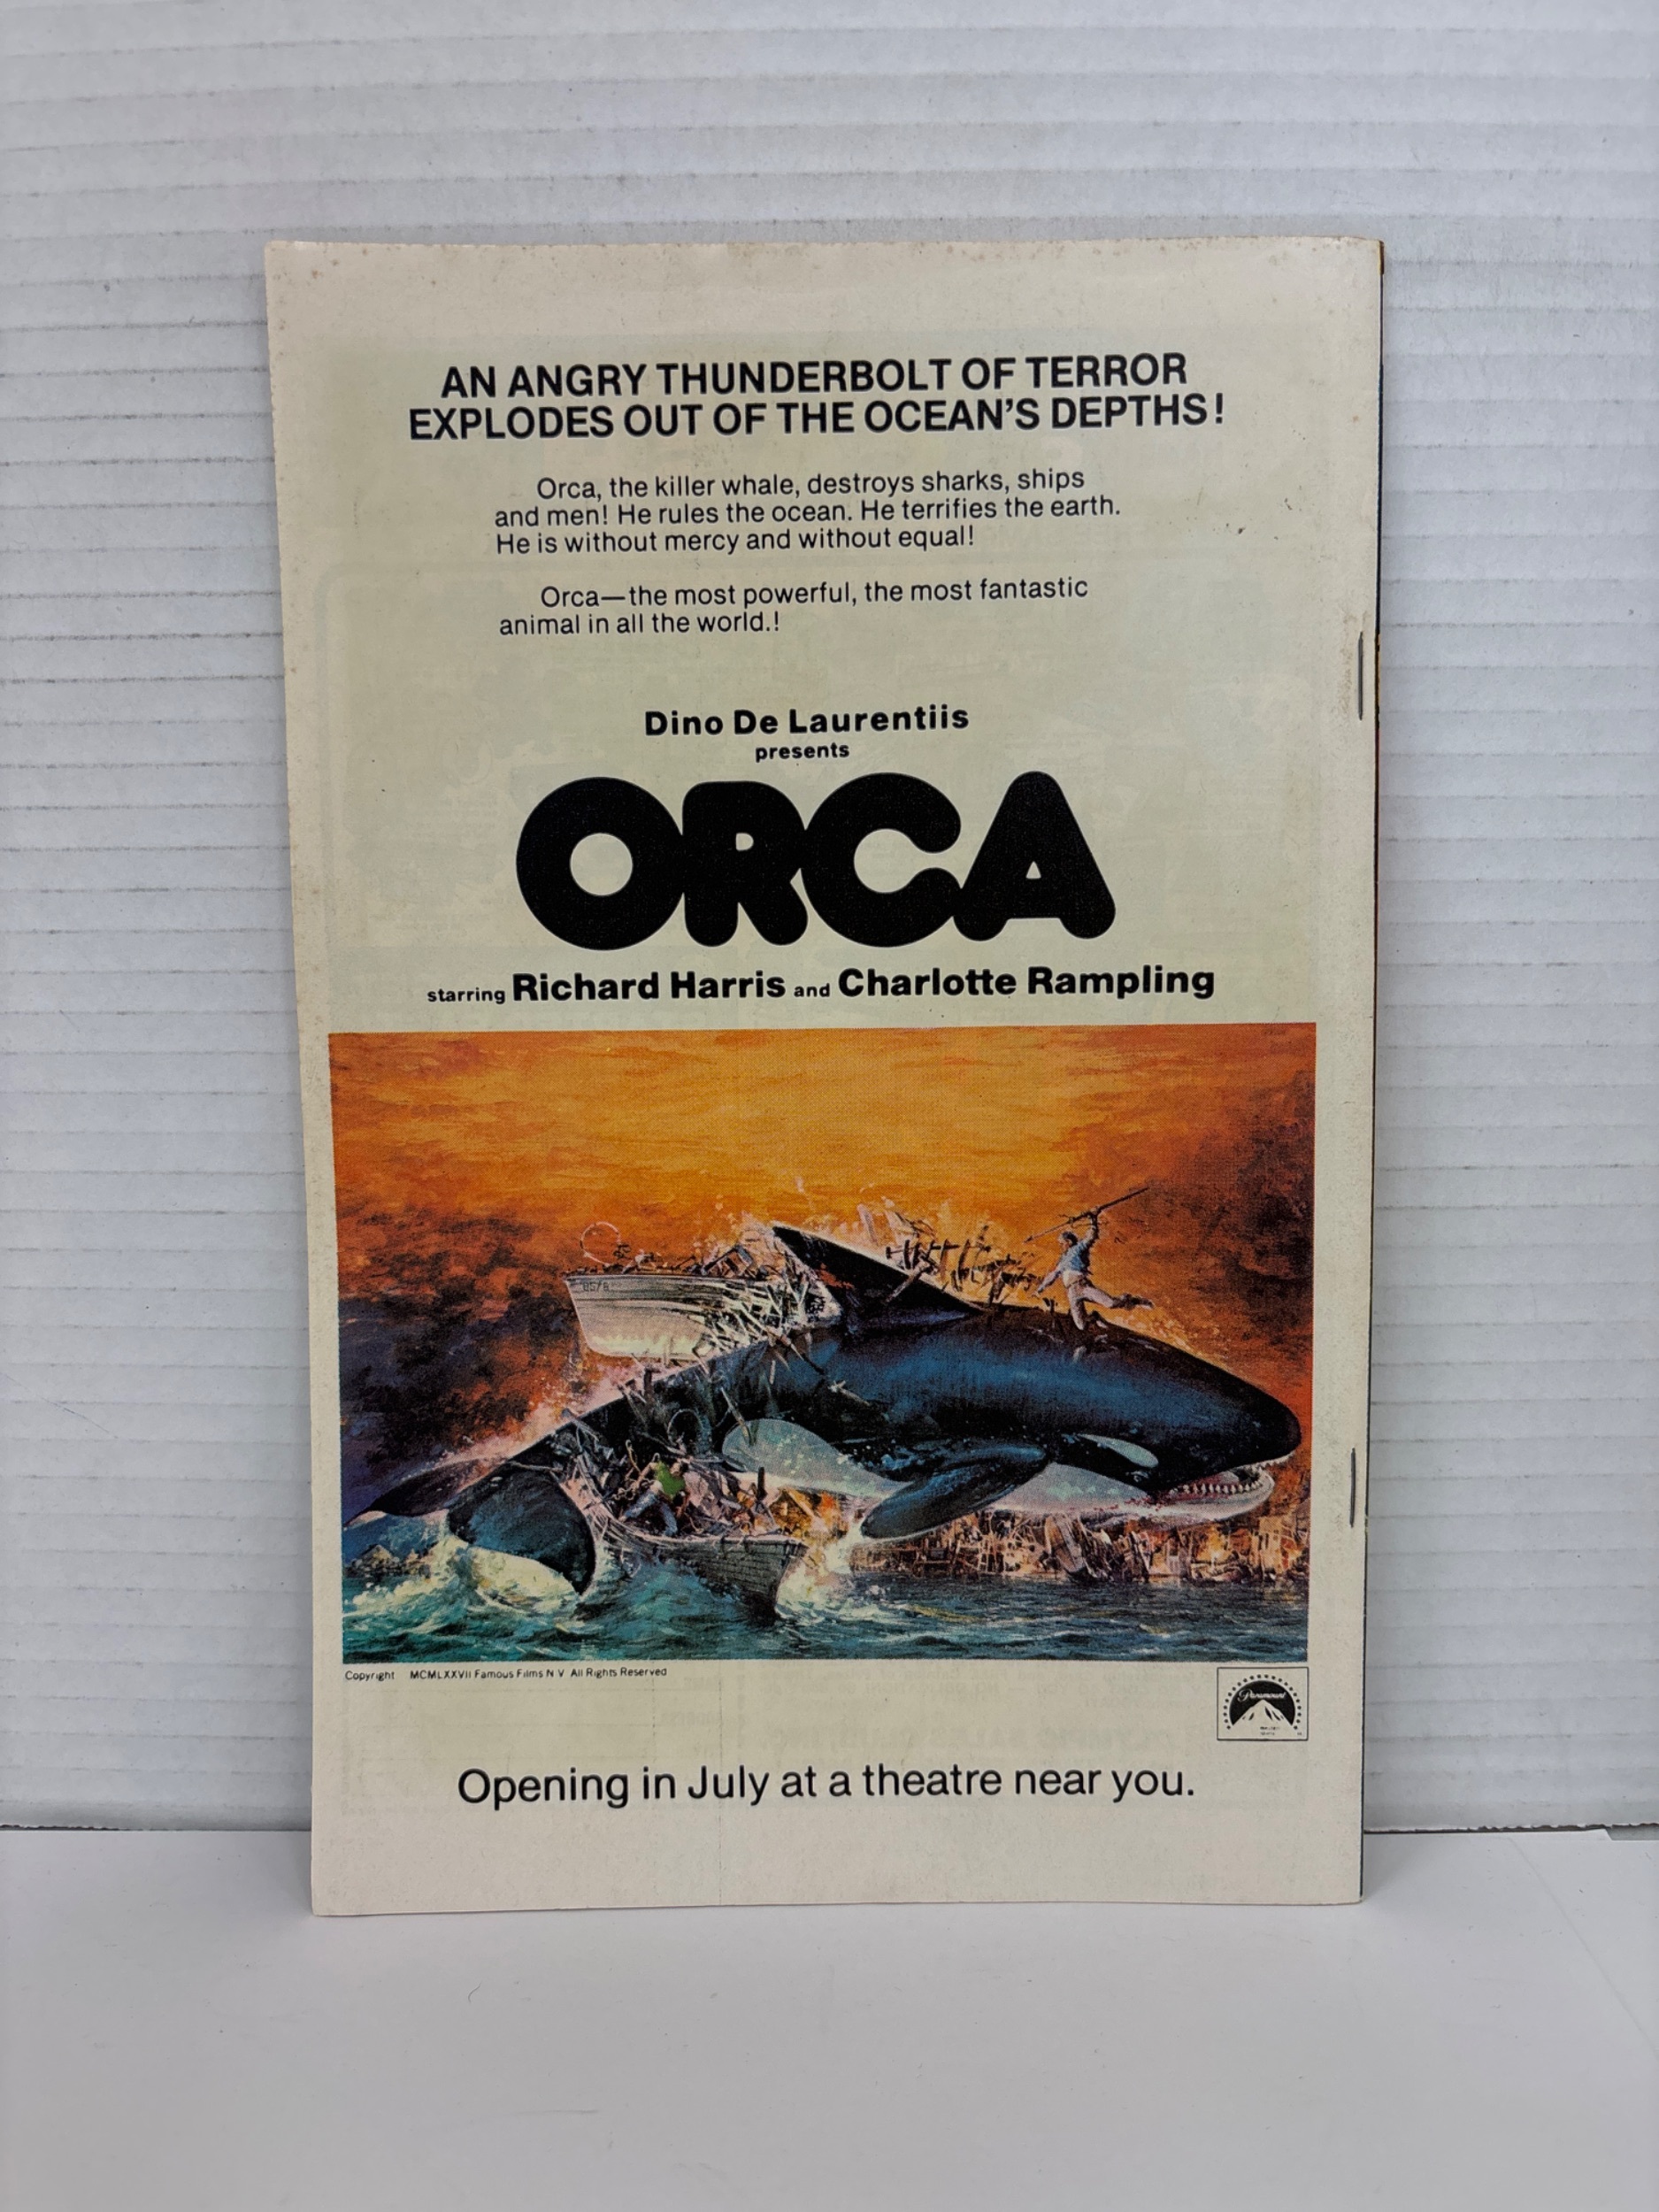 AN ANGRY THUNDERBOLT OF TERROR
EXPLODES OUT OF THE OCEAN'S DEPTHS!
Orca, the killer whale, destroys sharks, ships
and men! He rules the ocean. He terrifies the earth.
He is without mercy and without equal!
Orca—the most powerful, the most fantastic
animal in all the world.!
Dino De Laurentiis
presents
ORCA
starring Richard Harris and Charlotte Rampling
Copyright MCMLXXVII Famous Films N V All Rights Reserved
Paramount
Opening in July at a theatre near you.